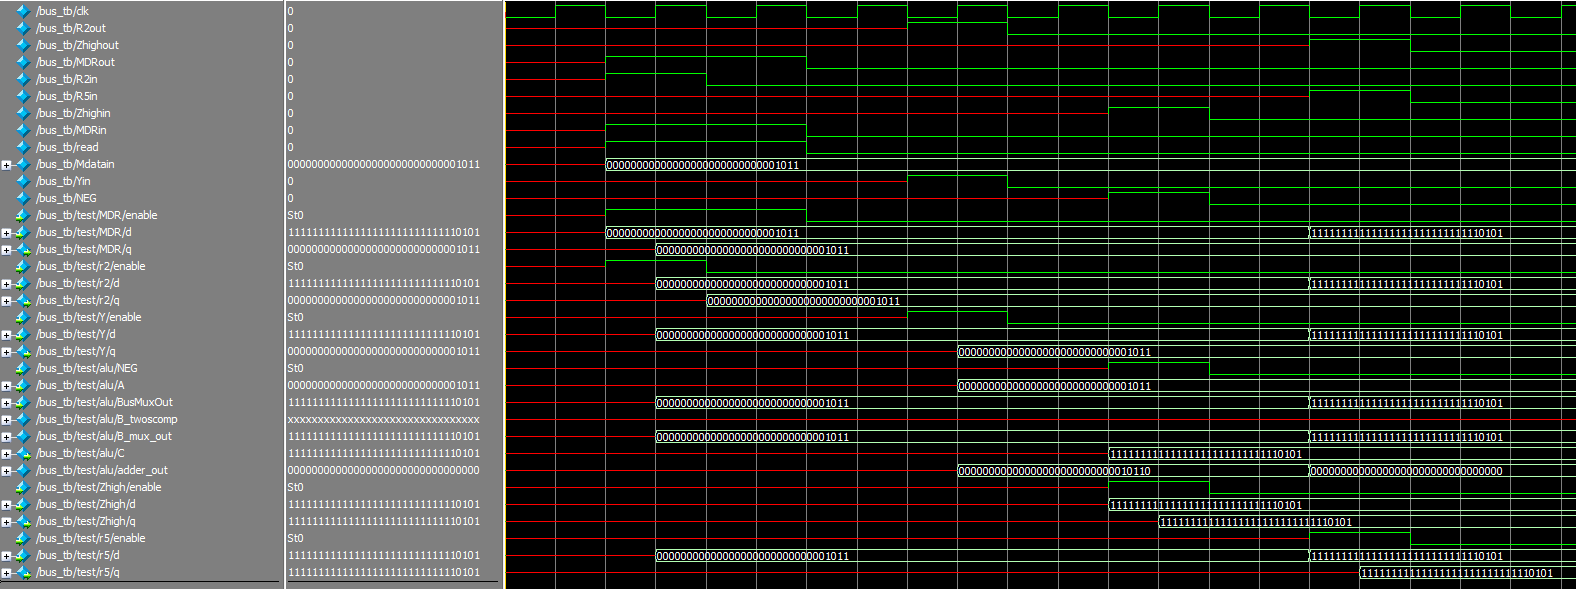 /bus_tb/clk 0
/bus_tb/R2out 0
/bus_tb/Zhighout 0
/bus_tb/MDRout 0
/bus_tb/R2in 0
/bus_tb/R5in 0
/bus_tb/Zhighin 0
/bus_tb/MDRin 0
/bus_tb/read 0
/bus_tb/Mdatain 00000000000000000000000000001011 00000000000000000000000000001011
/bus_tb/Yin 0
/bus_tb/NEG 0
/bus_tb/test/MDR/enable St0
/bus_tb/test/MDR/d 11111111111111111111111111110101 00000000000000000000000000001011 11111111111111111111111111110101
/bus_tb/test/MDR/q 00000000000000000000000000001011 00000000000000000000000000001011
/bus_tb/test/r2/enable St0
/bus_tb/test/r2/d 11111111111111111111111111110101 00000000000000000000000000001011 11111111111111111111111111110101
/bus_tb/test/r2/q 00000000000000000000000000001011 00000000000000000000000000001011
/bus_tb/test/Y/enable St0
/bus_tb/test/Y/d 11111111111111111111111111110101 00000000000000000000000000001011 11111111111111111111111111110101
/bus_tb/test/Y/q 00000000000000000000000000001011 00000000000000000000000000001011
/bus_tb/test/alu/NEG St0
/bus_tb/test/alu/A 00000000000000000000000000001011 00000000000000000000000000001011
/bus_tb/test/alu/BusMuxOut 11111111111111111111111111110101 00000000000000000000000000001011 11111111111111111111111111110101
/bus_tb/test/alu/B_twoscomp xxxxxxxxxxxxxxxxxxxxxxxxxxxxxxxx
/bus_tb/test/alu/B_mux_out 11111111111111111111111111110101 00000000000000000000000000001011 11111111111111111111111111110101
/bus_tb/test/alu/C 11111111111111111111111111110101 11111111111111111111111111110101
/bus_tb/test/alu/adder_out 00000000000000000000000000000000 00000000000000000000000000010110 00000000000000000000000000000000
/bus_tb/test/Zhigh/enable St0
/bus_tb/test/Zhigh/d 11111111111111111111111111110101 11111111111111111111111111110101
/bus_tb/test/Zhigh/q 11111111111111111111111111110101 11111111111111111111111111110101
/bus_tb/test/r5/enable St0
/bus_tb/test/r5/d 11111111111111111111111111110101 00000000000000000000000000001011 11111111111111111111111111110101
/bus_tb/test/r5/q 11111111111111111111111111110101 11111111111111111111111111110101